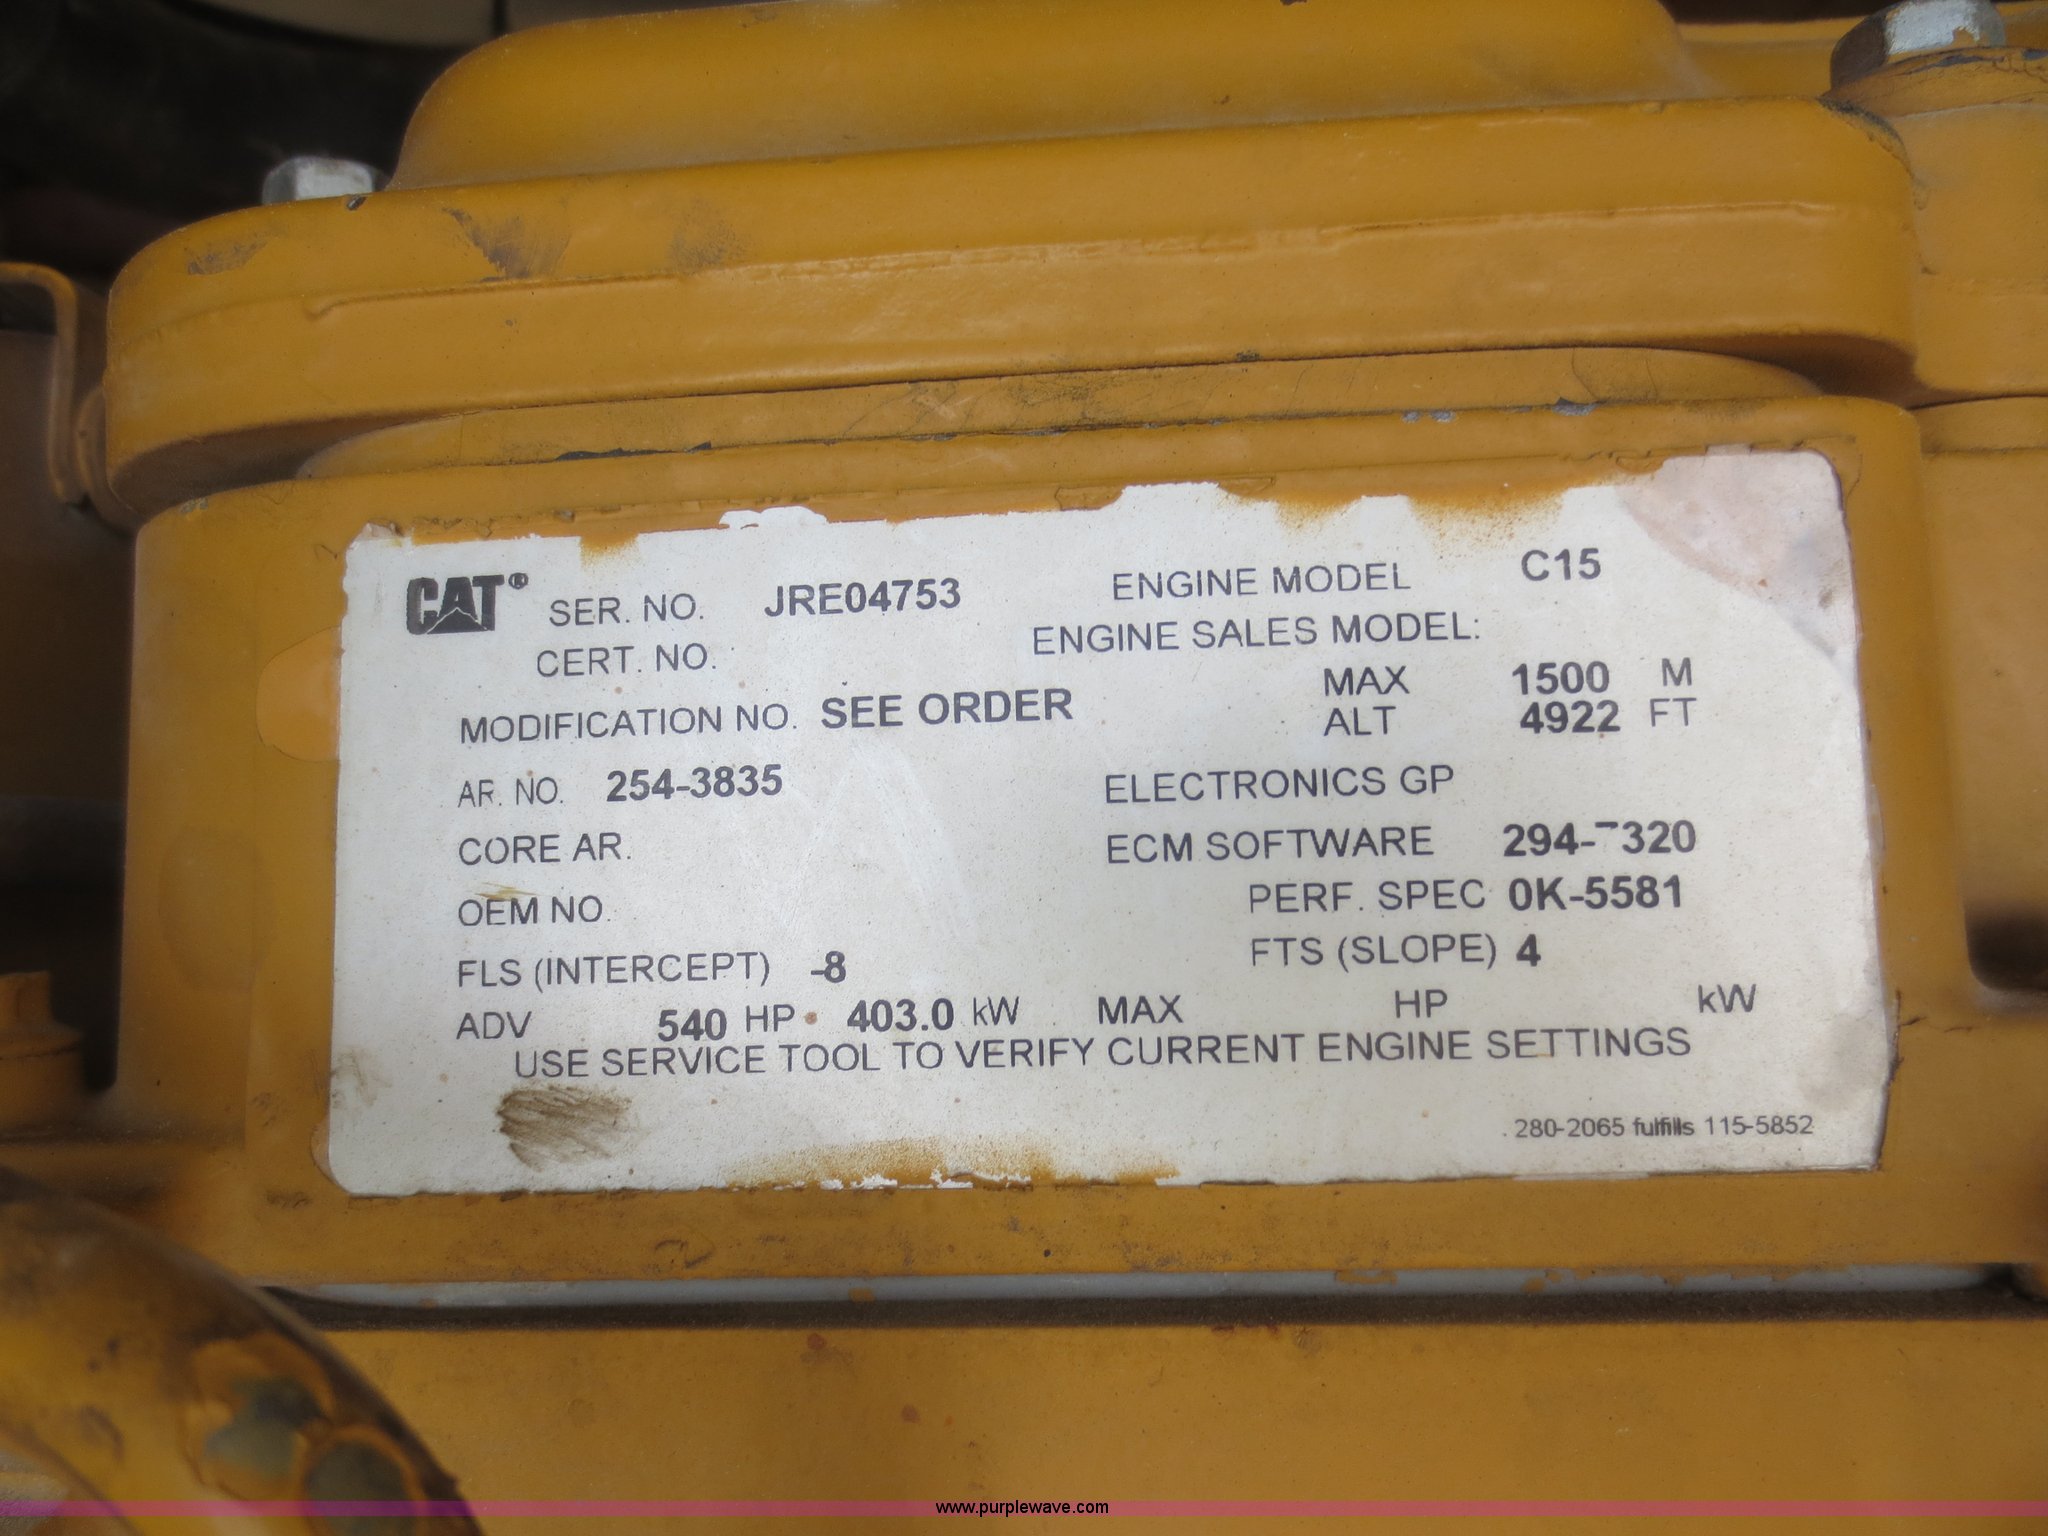 CAT® SER. NO. JRE04753 ENGINE MODEL C15
CERT. NO. ENGINE SALES MODEL:
MODIFICATION NO. SEE ORDER MAX ALT 1500 M 4922 FT
AR. NO. 254-3835 ELECTRONICS GP
CORE AR. ECM SOFTWARE 294-7320
OEM NO. PERF. SPEC 0K-5581
FLS (INTERCEPT) -8 FTS (SLOPE) 4
ADV 540 HP 403.0 kW MAX HP kW
USE SERVICE TOOL TO VERIFY CURRENT ENGINE SETTINGS
280-2065 fulfills 115-5852
www.purplewave.com